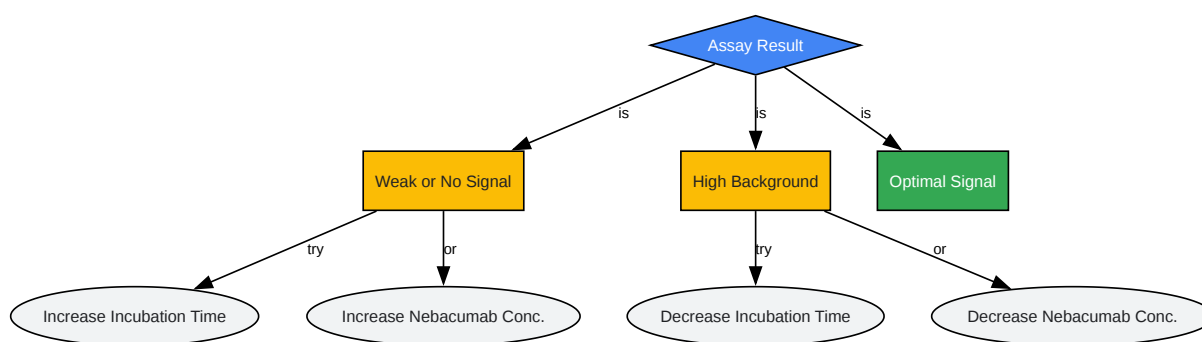 Assay Result
is
is
is
Weak or No Signal
High Background
Optimal Signal
try
or
try
or
Increase Incubation Time
Increase Nebacumab Conc.
Decrease Incubation Time
Decrease Nebacumab Conc.